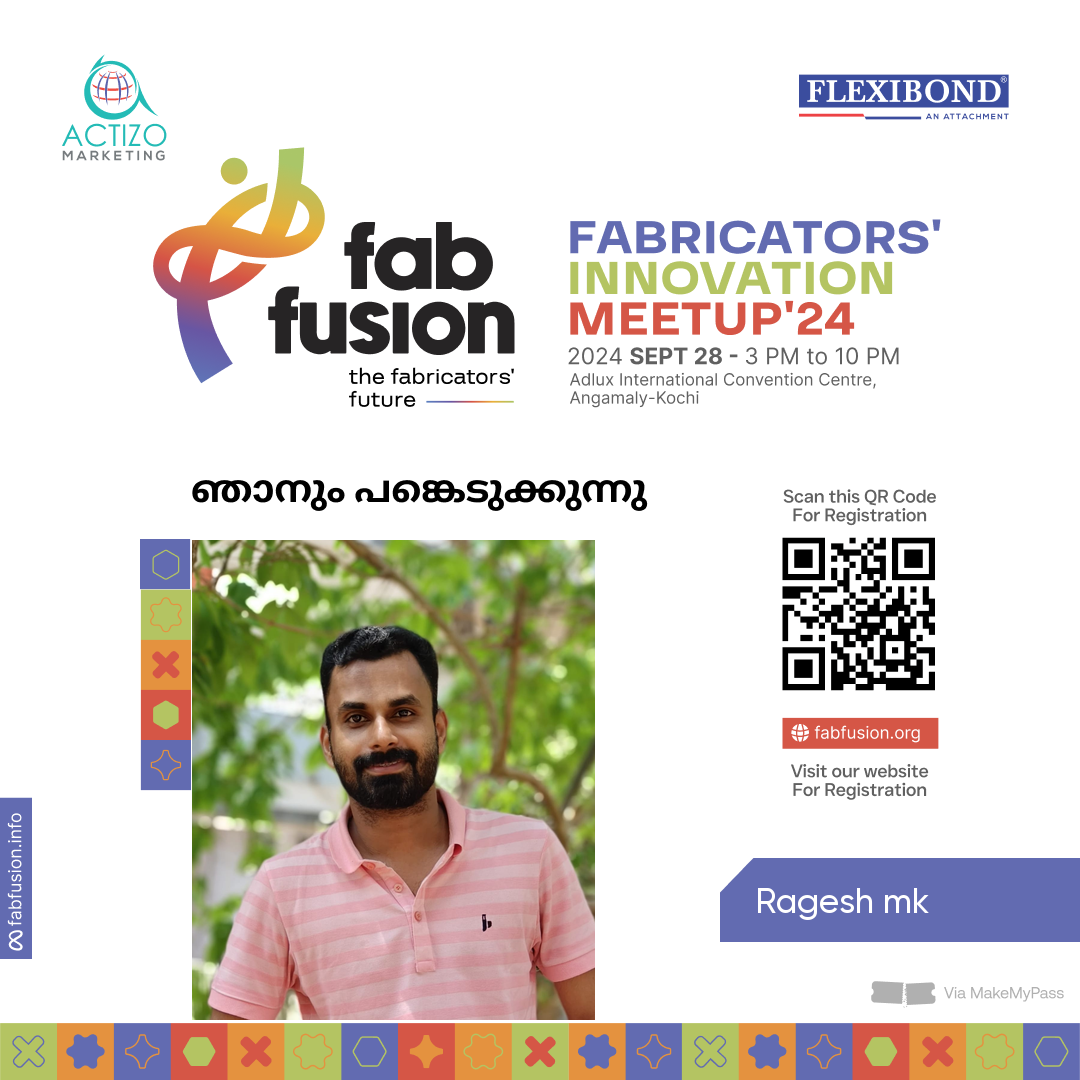 ACTIZO
MARKETING
FLEXIBOND®
AN ATTACHMENT
fab
fusion
the fabricators'
future
FABRICATORS'
INNOVATION
MEETUP'24
2024 SEPT 28 - 3 PM to 10 PM
Adlux International Convention Centre,
Angamaly-Kochi
ഞാനും പങ്കെടുക്കുന്നു
Scan this QR Code
For Registration
fabfusion.org
Visit our website
For Registration
fabfusion.info
Ragesh mk
Via MakeMyPass